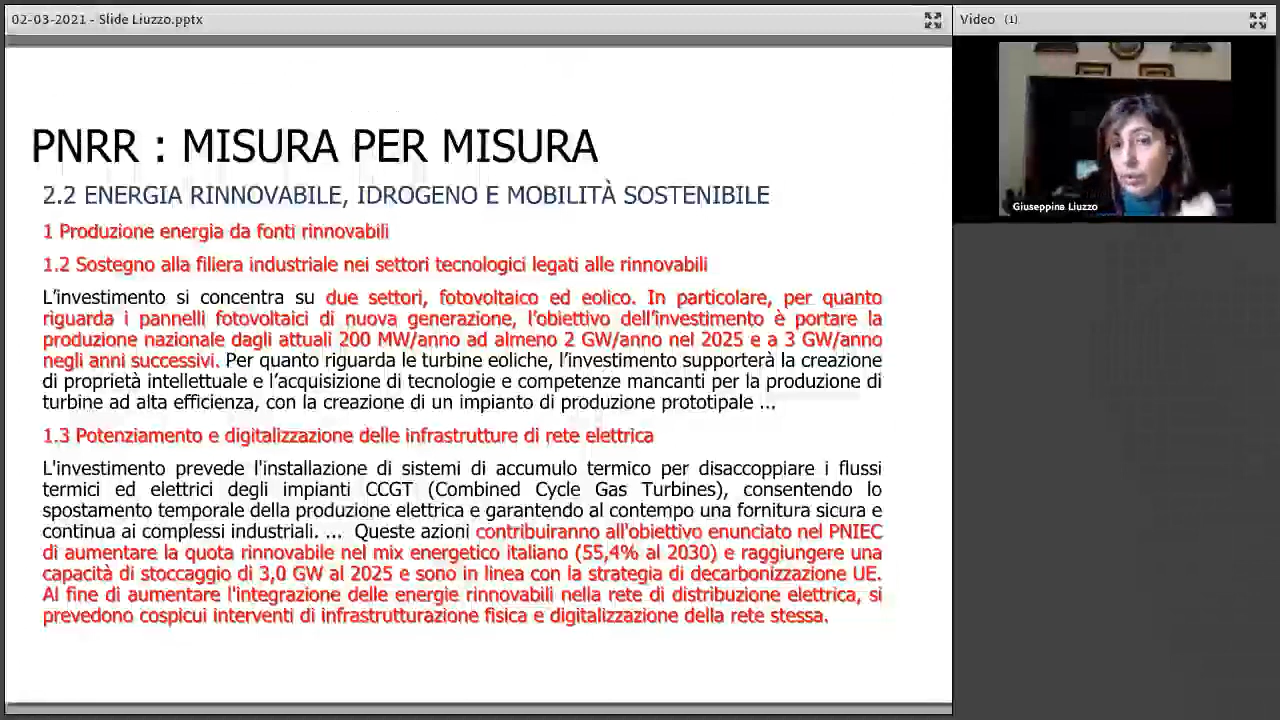 02-03-2021 - Slide Liuzzo.pptx
Video (1)
Giuseppina Liuzzo
PNRR : MISURA PER MISURA
2.2 ENERGIA RINNOVABILE, IDROGENO E MOBILITÀ SOSTENIBILE
1 Produzione energia da fonti rinnovabili
1.2 Sostegno alla filiera industriale nei settori tecnologici legati alle rinnovabili
L'investimento si concentra su due settori, fotovoltaico ed eolico. In particolare, per quanto
riguarda i pannelli fotovoltaici di nuova generazione, l'obiettivo dell'investimento è portare la
produzione nazionale dagli attuali 200 MW/anno ad almeno 2 GW/anno nel 2025 e a 3 GW/anno
negli anni successivi. Per quanto riguarda le turbine eoliche, l'investimento supporterà la creazione
di proprietà intellettuale e l'acquisizione di tecnologie e competenze mancanti per la produzione di
turbine ad alta efficienza, con la creazione di un impianto di produzione prototipale ...
1.3 Potenziamento e digitalizzazione delle infrastrutture di rete elettrica
L'investimento prevede l'installazione di sistemi di accumulo termico per disaccoppiare i flussi
termici ed elettrici degli impianti CCGT (Combined Cycle Gas Turbines), consentendo lo
spostamento temporale della produzione elettrica e garantendo al contempo una fornitura sicura e
continua ai complessi industriali. ... Queste azioni contribuiranno all'obiettivo enunciato nel PNIEC
di aumentare la quota rinnovabile nel mix energetico italiano (55,4% al 2030) e raggiungere una
capacità di stoccaggio di 3,0 GW al 2025 e sono in linea con la strategia di decarbonizzazione UE.
Al fine di aumentare l'integrazione delle energie rinnovabili nella rete di distribuzione elettrica, si
prevedono cospicui interventi di infrastrutturazione fisica e digitalizzazione della rete stessa.